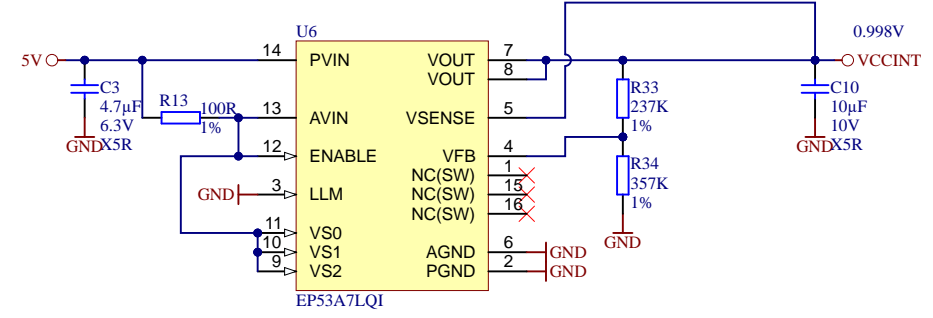 U6
0.998V
5V
14
PVIN
VOUT
7
VCCINT
VOUT
8
C3
4.7µF
6.3V
X5R
GND
R13
100R
1%
13
AVIN
VSENSE
5
R33
237K
1%
C10
10µF
10V
X5R
GND
12
ENABLE
VFB
4
NC(SW)
1
R34
357K
1%
GND
GND
3
LLM
NC(SW)
15
NC(SW)
16
11
VS0
10
VS1
AGND
6
GND
9
VS2
PGND
2
GND
EP53A7LQI